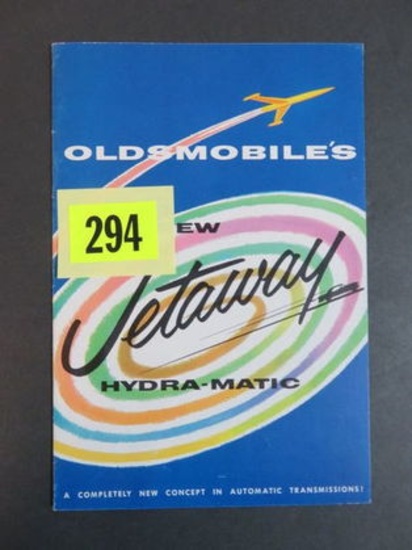 OLDSMOBILE'S
294
EW
Jetaway
HYDRA-MATIC
A COMPLETELY NEW CONCEPT IN AUTOMATIC TRANSMISSIONS!